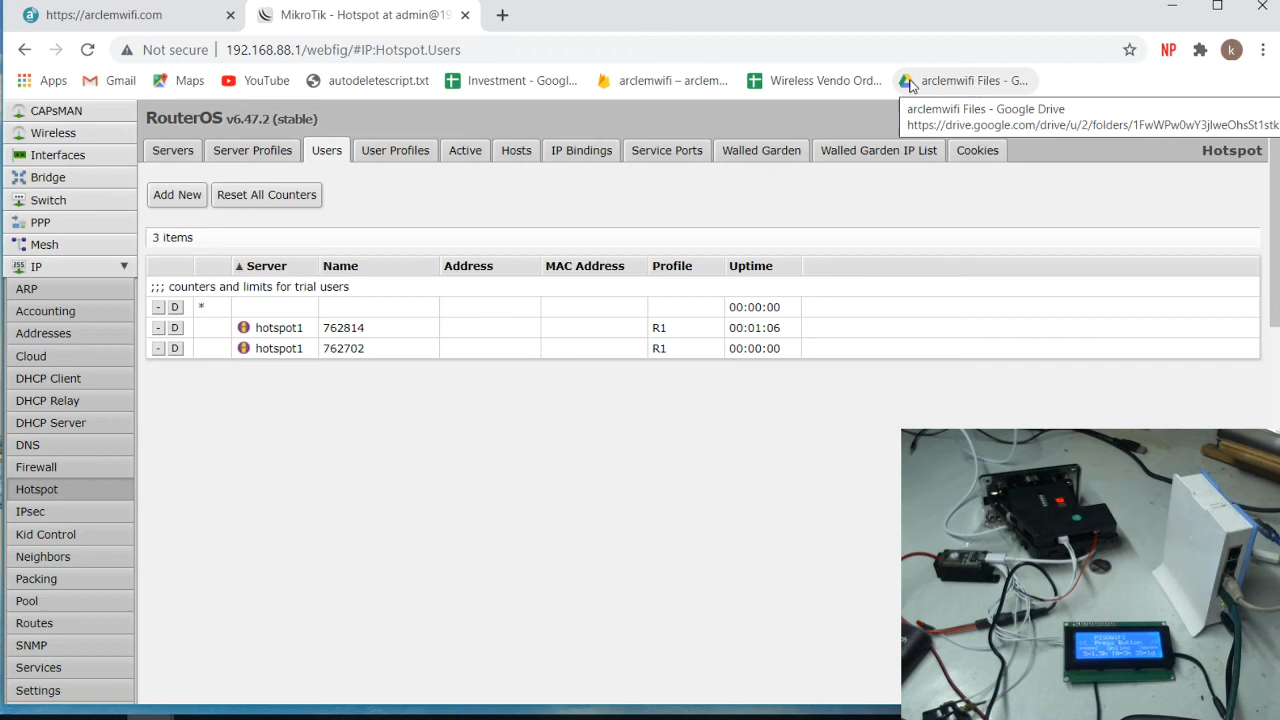 https://arclemwifi.com
MikroTik - Hotspot at admin@19
Not secure
192.168.88.1/webfig/#IP:Hotspot.Users
NP
k
Apps
Gmail
Maps
YouTube
autodeletescript.txt
Investment - Googl...
arclemwifi – arclem...
Wireless Vendo Ord...
arclemwifi Files - G...
arclemwifi Files - Google Drive
https://drive.google.com/drive/u/2/folders/1FwWPw0wY3jlweOhsSt1stk
CAPsMAN
Wireless
Interfaces
Bridge
Switch
PPP
Mesh
IP
ARP
Accounting
Addresses
Cloud
DHCP Client
DHCP Relay
DHCP Server
DNS
Firewall
Hotspot
IPsec
Kid Control
Neighbors
Packing
Pool
Routes
SNMP
Services
Settings
RouterOS v6.47.2 (stable)
Servers
Server Profiles
Users
User Profiles
Active
Hosts
IP Bindings
Service Ports
Walled Garden
Walled Garden IP List
Cookies
Hotspot
Add New
Reset All Counters
3 items
▲ Server Name Address MAC Address Profile Uptime
;;; counters and limits for trial users
- D * 00:00:00
- D hotspot1 762814 R1 00:01:06
- D hotspot1 762702 R1 00:00:00
Press Button
Online